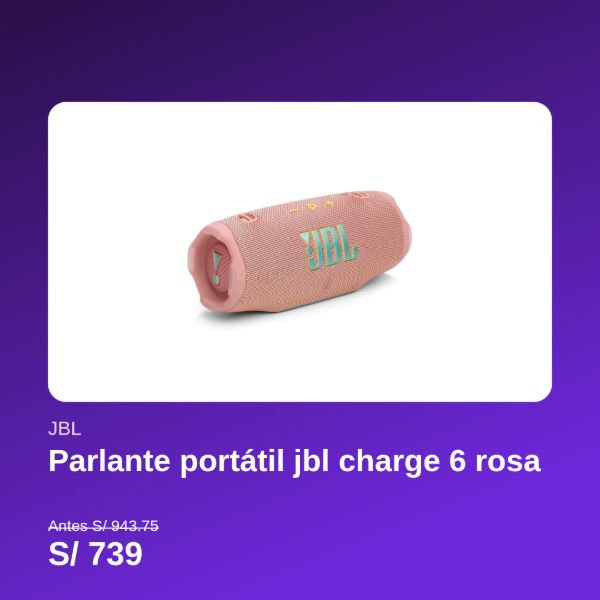 JBL
JBL
Parlante portátil jbl charge 6 rosa
Antes S/ 943.75
S/ 739